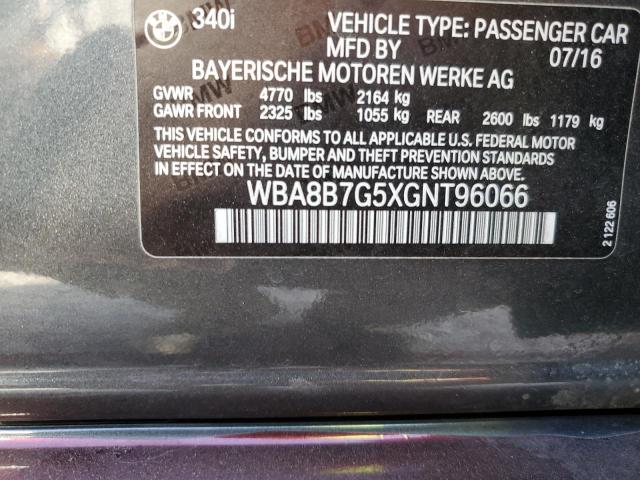 340i VEHICLE TYPE: PASSENGER CAR
MFD BY 07/16
BAYERISCHE MOTOREN WERKE AG
GVWR 4770 lbs 2164 kg
GAWR FRONT 2325 lbs 1055 kg REAR 2600 lbs 1179 kg
THIS VEHICLE CONFORMS TO ALL APPLICABLE U.S. FEDERAL MOTOR
VEHICLE SAFETY, BUMPER AND THEFT PREVENTION STANDARDS
IN EFFECT ON THE DATE OF MANUFACTURE SHOWN ABOVE.
WBA8B7G5XGNT96066
2 122 606